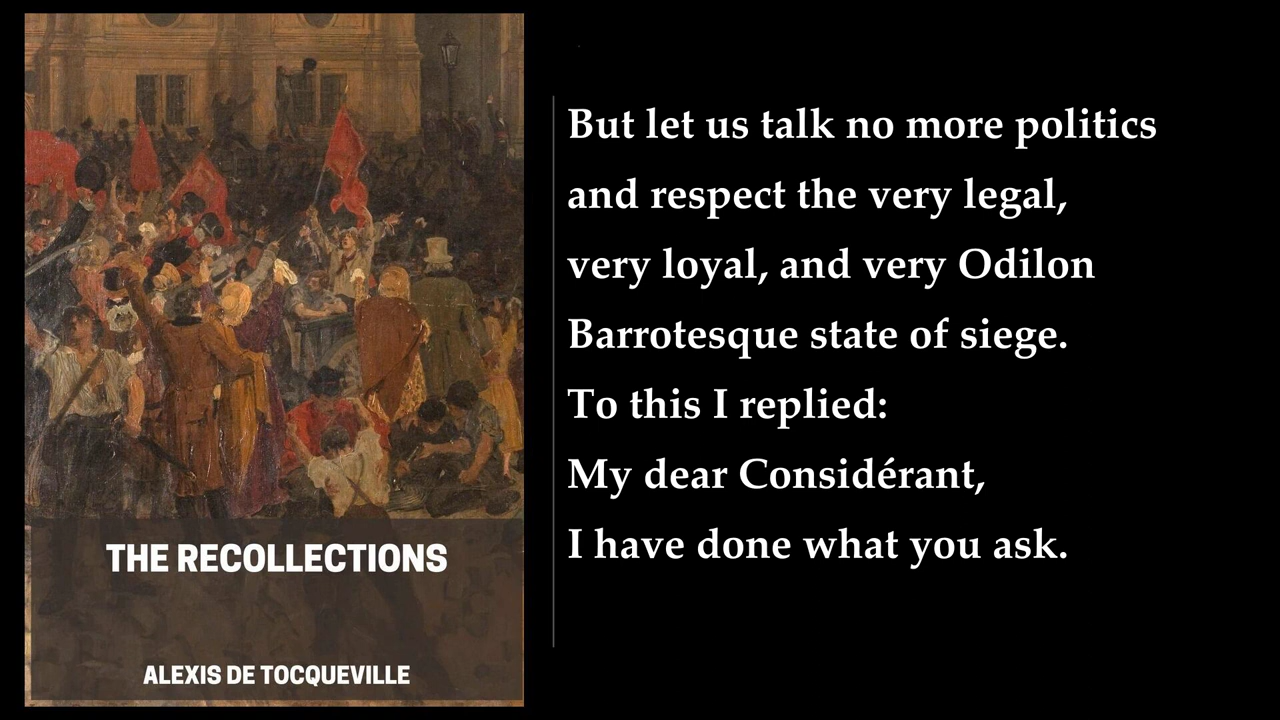 THE RECOLLECTIONS
ALEXIS DE TOCQUEVILLE
But let us talk no more politics
and respect the very legal,
very loyal, and very Odilon
Barrotesque state of siege.
To this I replied:
My dear Considérant,
I have done what you ask.